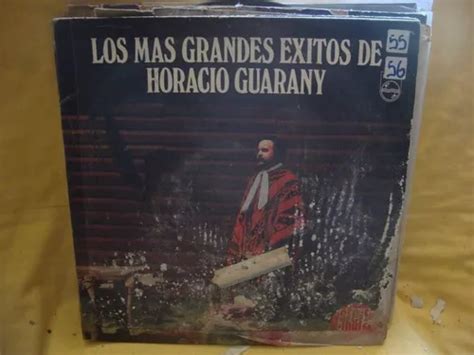 LOS MAS GRANDES EXITOS DE
HORACIO GUARANY
55
56